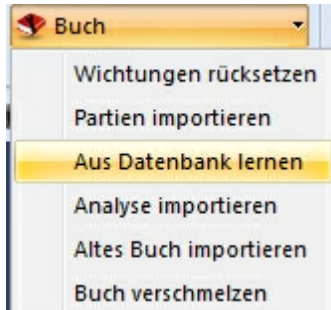 Buch
Wichtungen rücksetzen
Partien importieren
Aus Datenbank lernen
Analyse importieren
Altes Buch importieren
Buch verschmelzen